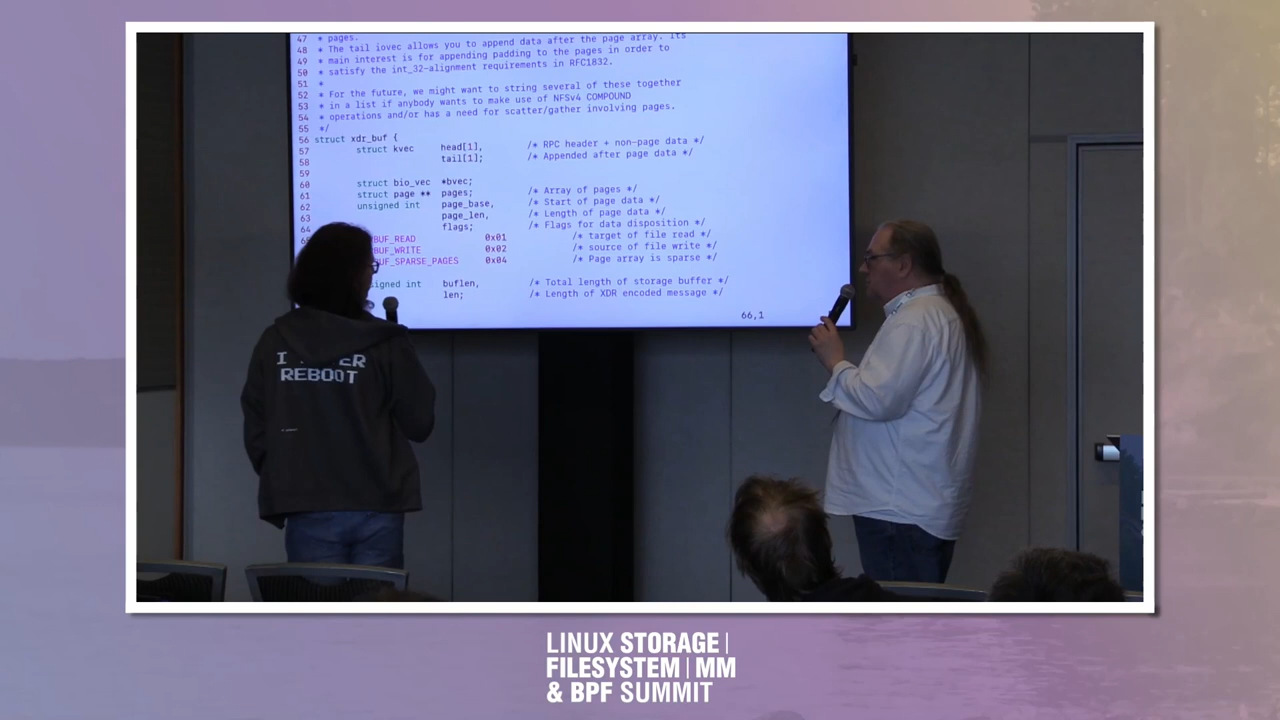 47 * pages.
48 * The tail iovec allows you to append data after the page array. Its
49 * main interest is for appending padding to the pages in order to
50 * satisfy the int_32-alignment requirements in RFC1832.
51 *
52 * For the future, we might want to string several of these together
53 * in a list if anybody wants to make use of NFSv4 COMPOUND
54 * operations and/or has a need for scatter/gather involving pages.
55 */
56 struct xdr_buf {
57 struct kvec head[1], /* RPC header + non-page data */
58 tail[1]; /* Appended after page data */
59
60 struct bio_vec *bvec;
61 struct page ** pages; /* Array of pages */
62 unsigned int page_base, /* Start of page data */
63 page_len, /* Length of page data */
64 flags; /* Flags for data disposition */
BUF_READ 0x01 /* target of file read */
BUF_WRITE 0x02 /* source of file write */
BUF_SPARSE_PAGES 0x04 /* Page array is sparse */
signed int buflen, /* Total length of storage buffer */
len; /* Length of XDR encoded message */
66,1
I
ER
REBOOT
LINUX STORAGE |
FILESYSTEM | MM
& BPF SUMMIT